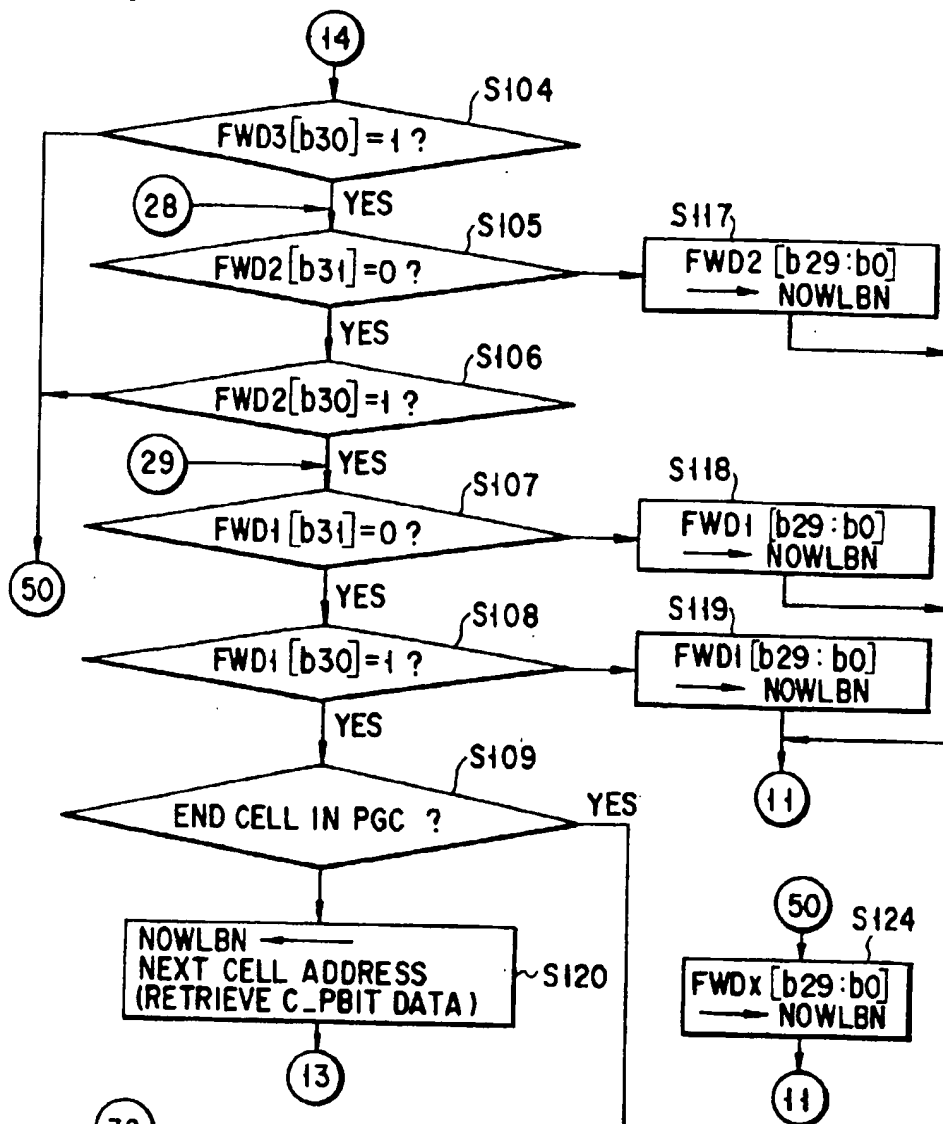 14
S104
FWD3[b30]=1 ?
28
YES
S105
FWD2[b31]=0 ?
S117
FWD2 [b29:b0]
→ NOWLBN
YES
S106
FWD2[b30]=1 ?
29
YES
S107
FWD1[b31]=0 ?
S118
FWD1 [b29:b0]
→ NOWLBN
50
YES
S108
FWD1[b30]=1 ?
S119
FWD1[b29:b0]
→ NOWLBN
YES
S109
END CELL IN PGC ?
YES
11
NOWLBN ←
NEXT CELL ADDRESS
(RETRIEVE C_PBIT DATA)
S120
13
50
S124
FWDx [b29:b0]
→ NOWLBN
11